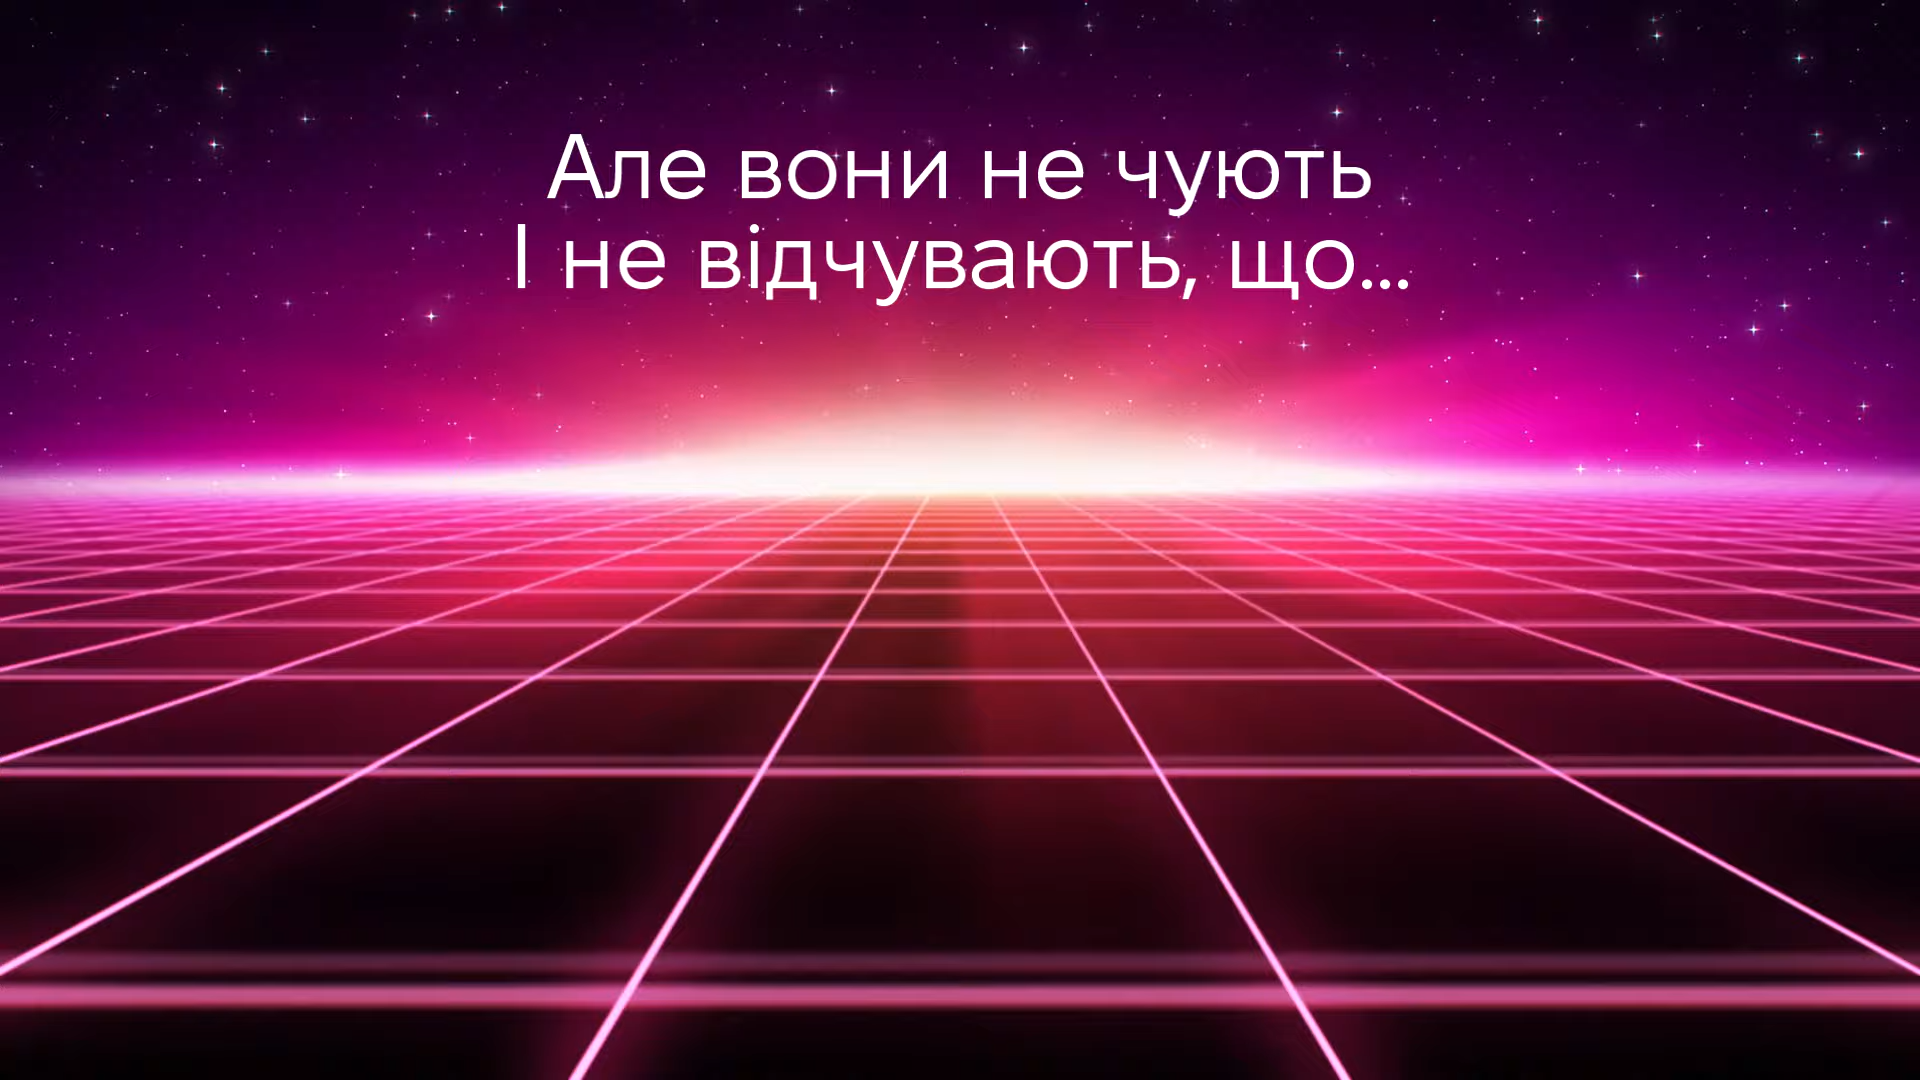 Але вони не чують
І не відчувають, що...